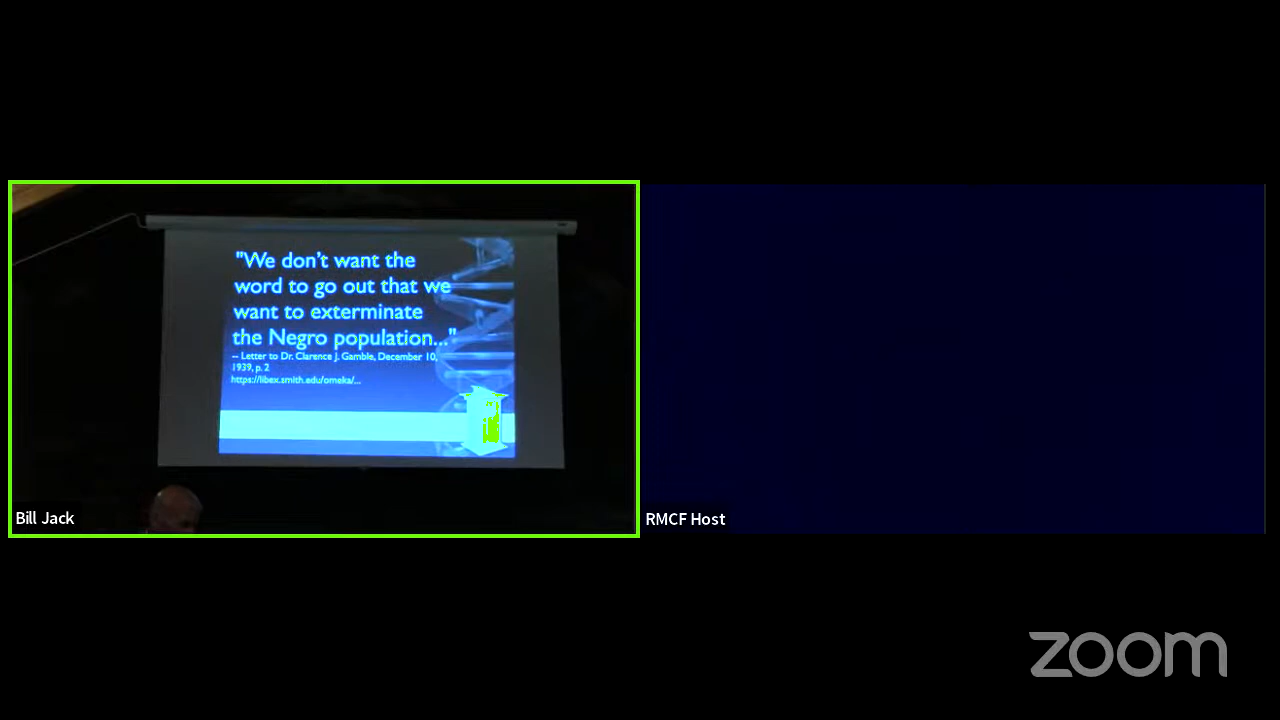 "We don't want the
word to go out that we
want to exterminate
the Negro population..."
-- Letter to Dr. Clarence J. Gamble, December 10,
1939, p. 2
https://libex.smith.edu/omeka/...
Bill Jack
RMCF Host
zoom